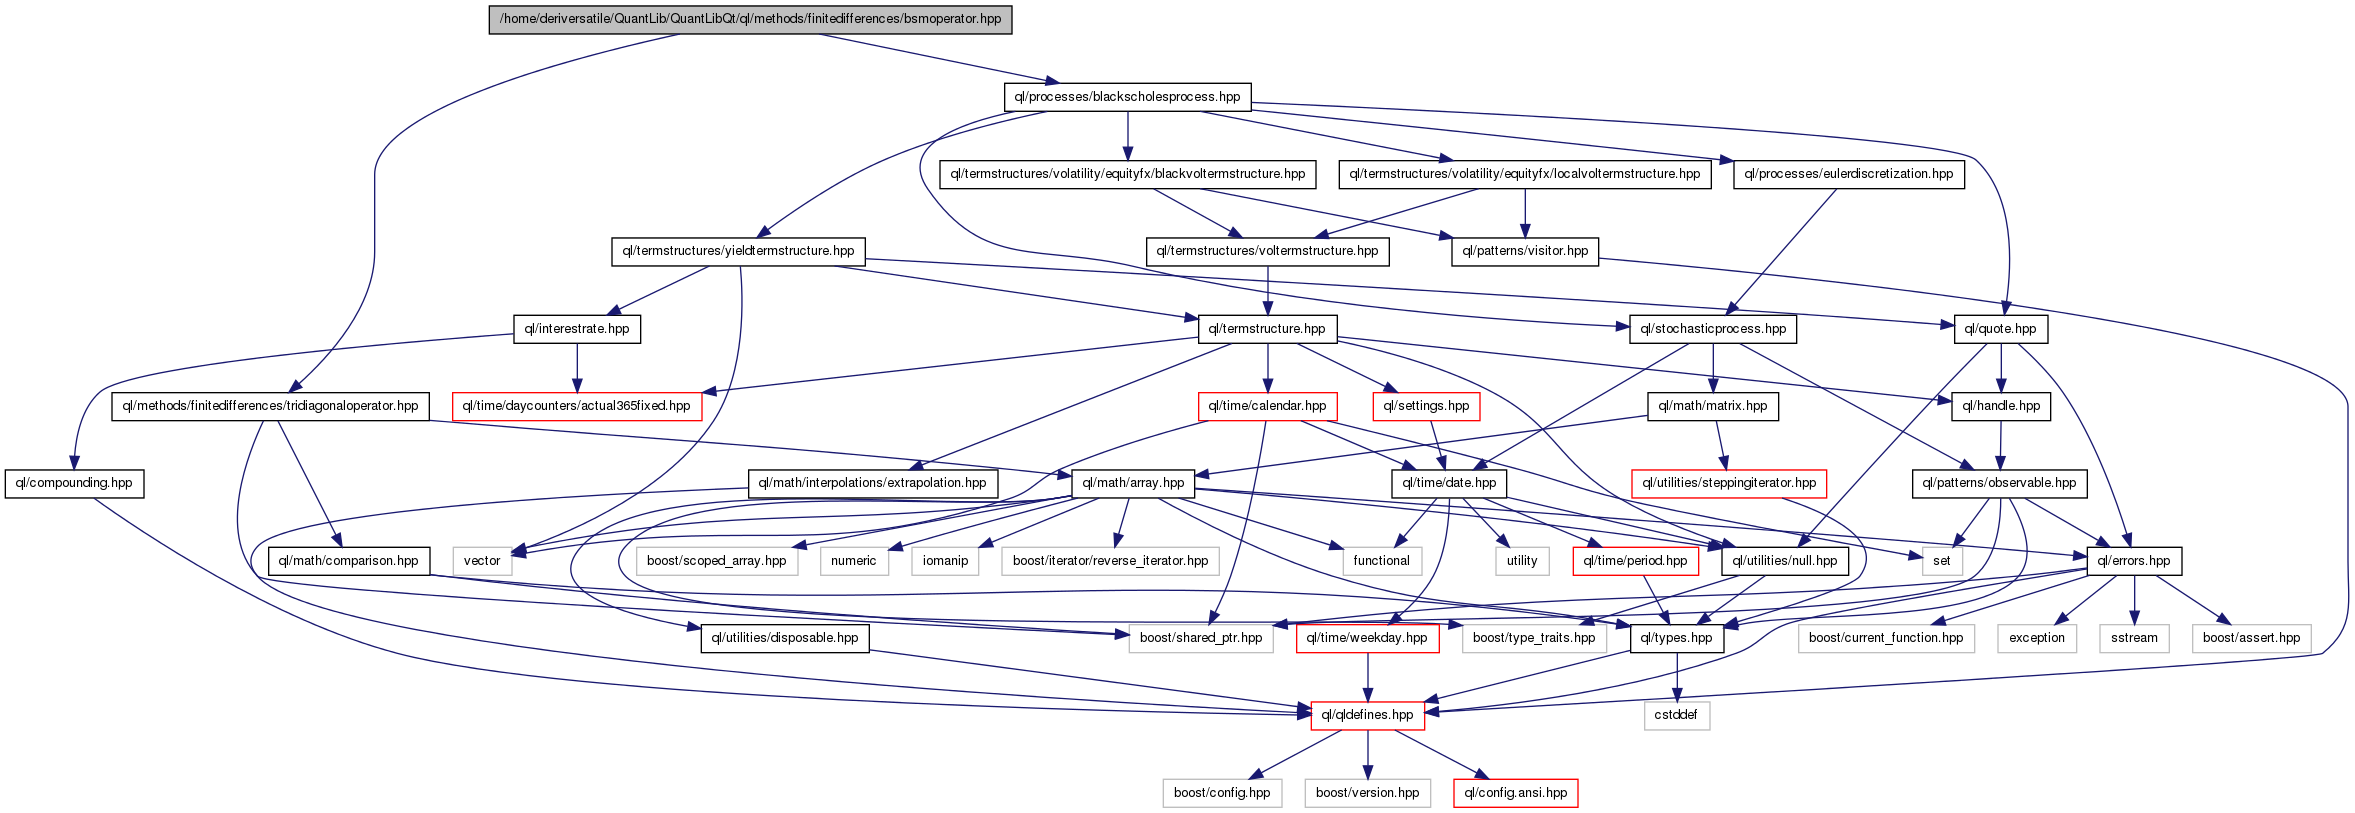 /home/deriversatile/QuantLib/QuantLibQt/ql/methods/finitedifferences/bsmoperator.hpp
ql/processes/blackscholesprocess.hpp
ql/termstructures/volatility/equityfx/blackvoltermstructure.hpp
ql/termstructures/volatility/equityfx/localvoltermstructure.hpp
ql/processes/eulerdiscretization.hpp
ql/termstructures/yieldtermstructure.hpp
ql/termstructures/voltermstructure.hpp
ql/patterns/visitor.hpp
ql/interestrate.hpp
ql/termstructure.hpp
ql/stochasticprocess.hpp
ql/quote.hpp
ql/methods/finitedifferences/tridiagonaloperator.hpp
ql/time/daycounters/actual365fixed.hpp
ql/time/calendar.hpp
ql/settings.hpp
ql/math/matrix.hpp
ql/handle.hpp
ql/compounding.hpp
ql/math/interpolations/extrapolation.hpp
ql/math/array.hpp
ql/time/date.hpp
ql/utilities/steppingiterator.hpp
ql/patterns/observable.hpp
ql/math/comparison.hpp
vector
boost/scoped_array.hpp
numeric
iomanip
boost/iterator/reverse_iterator.hpp
functional
utility
ql/time/period.hpp
ql/utilities/null.hpp
set
ql/errors.hpp
ql/utilities/disposable.hpp
boost/shared_ptr.hpp
ql/time/weekday.hpp
boost/type_traits.hpp
ql/types.hpp
boost/current_function.hpp
exception
sstream
boost/assert.hpp
ql/qldefines.hpp
cstddef
boost/config.hpp
boost/version.hpp
ql/config.ansi.hpp